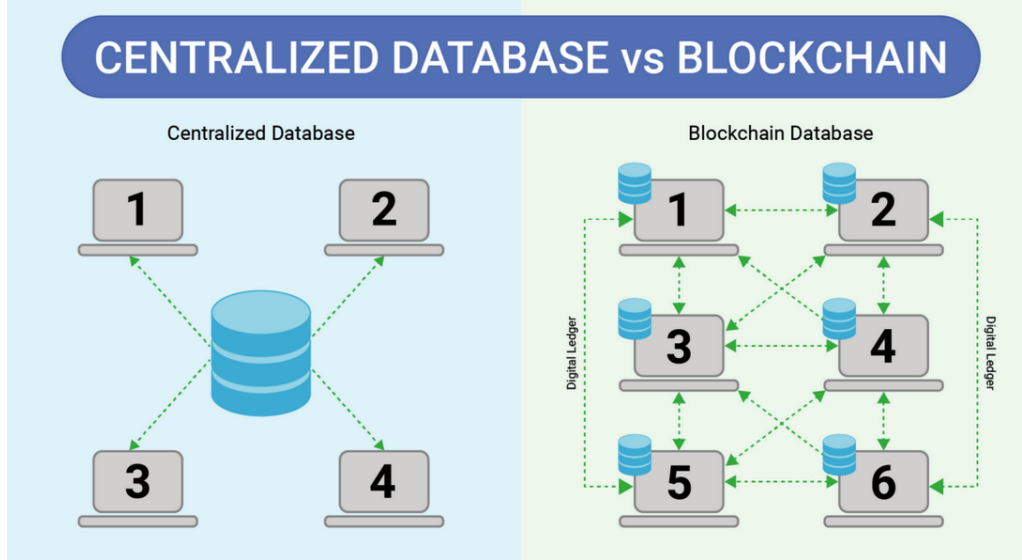 CENTRALIZED DATABASE vs BLOCKCHAIN
Centralized Database
1
2
3
4
Blockchain Database
1
2
3
4
5
6
Digital Ledger
Digital Ledger